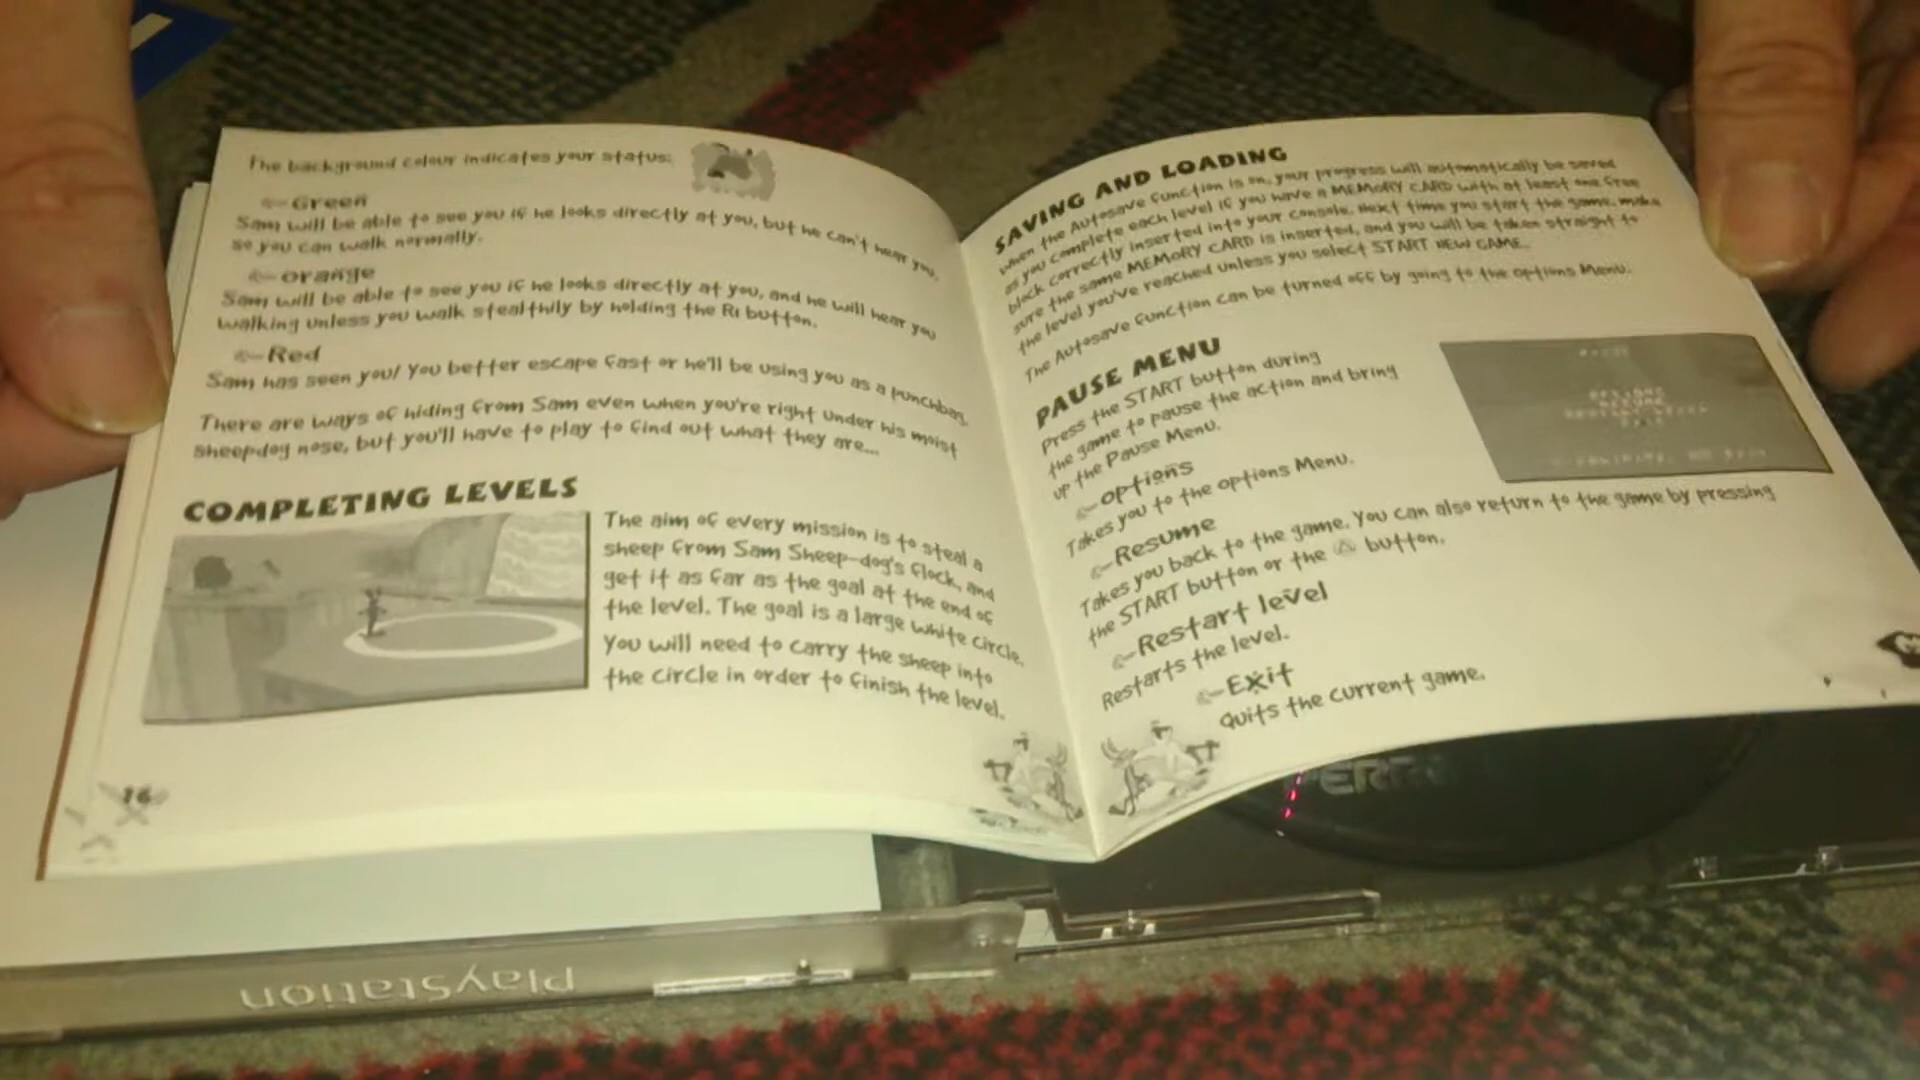 The background colour indicates your status:
Green
Sam will be able to see you if he looks directly at you, but he can't hear you,
so you can walk normally.
Orange
Sam will be able to see you if he looks directly at you, and he will hear you
walking unless you walk stealthily by holding the R1 button.
Red
Sam has seen you! You better escape fast or he'll be using you as a punchbag.
There are ways of hiding from Sam even when you're right under his moist
sheepdog nose, but you'll have to play to find out what they are...
COMPLETING LEVELS
The aim of every mission is to steal a
sheep from Sam Sheep-dog's flock, and
get it as far as the goal at the end of
the level. The goal is a large white circle.
You will need to carry the sheep into
the circle in order to finish the level.
16
SAVING AND LOADING
When the Autosave function is on, your progress will automatically be saved
as you complete each level if you have a MEMORY CARD with at least one free
block correctly inserted into your console. Next time you start the game, make
sure the same MEMORY CARD is inserted, and you will be taken straight to
the level you've reached unless you select START NEW GAME.
The Autosave function can be turned off by going to the Options Menu.
PAUSE MENU
Press the START button during
the game to pause the action and bring
up the Pause Menu.
Options
Takes you to the Options Menu.
Resume
Takes you back to the game. You can also return to the game by pressing
the START button or the △ button.
Restart level
Restarts the level.
Exit
Quits the current game.
PlayStation